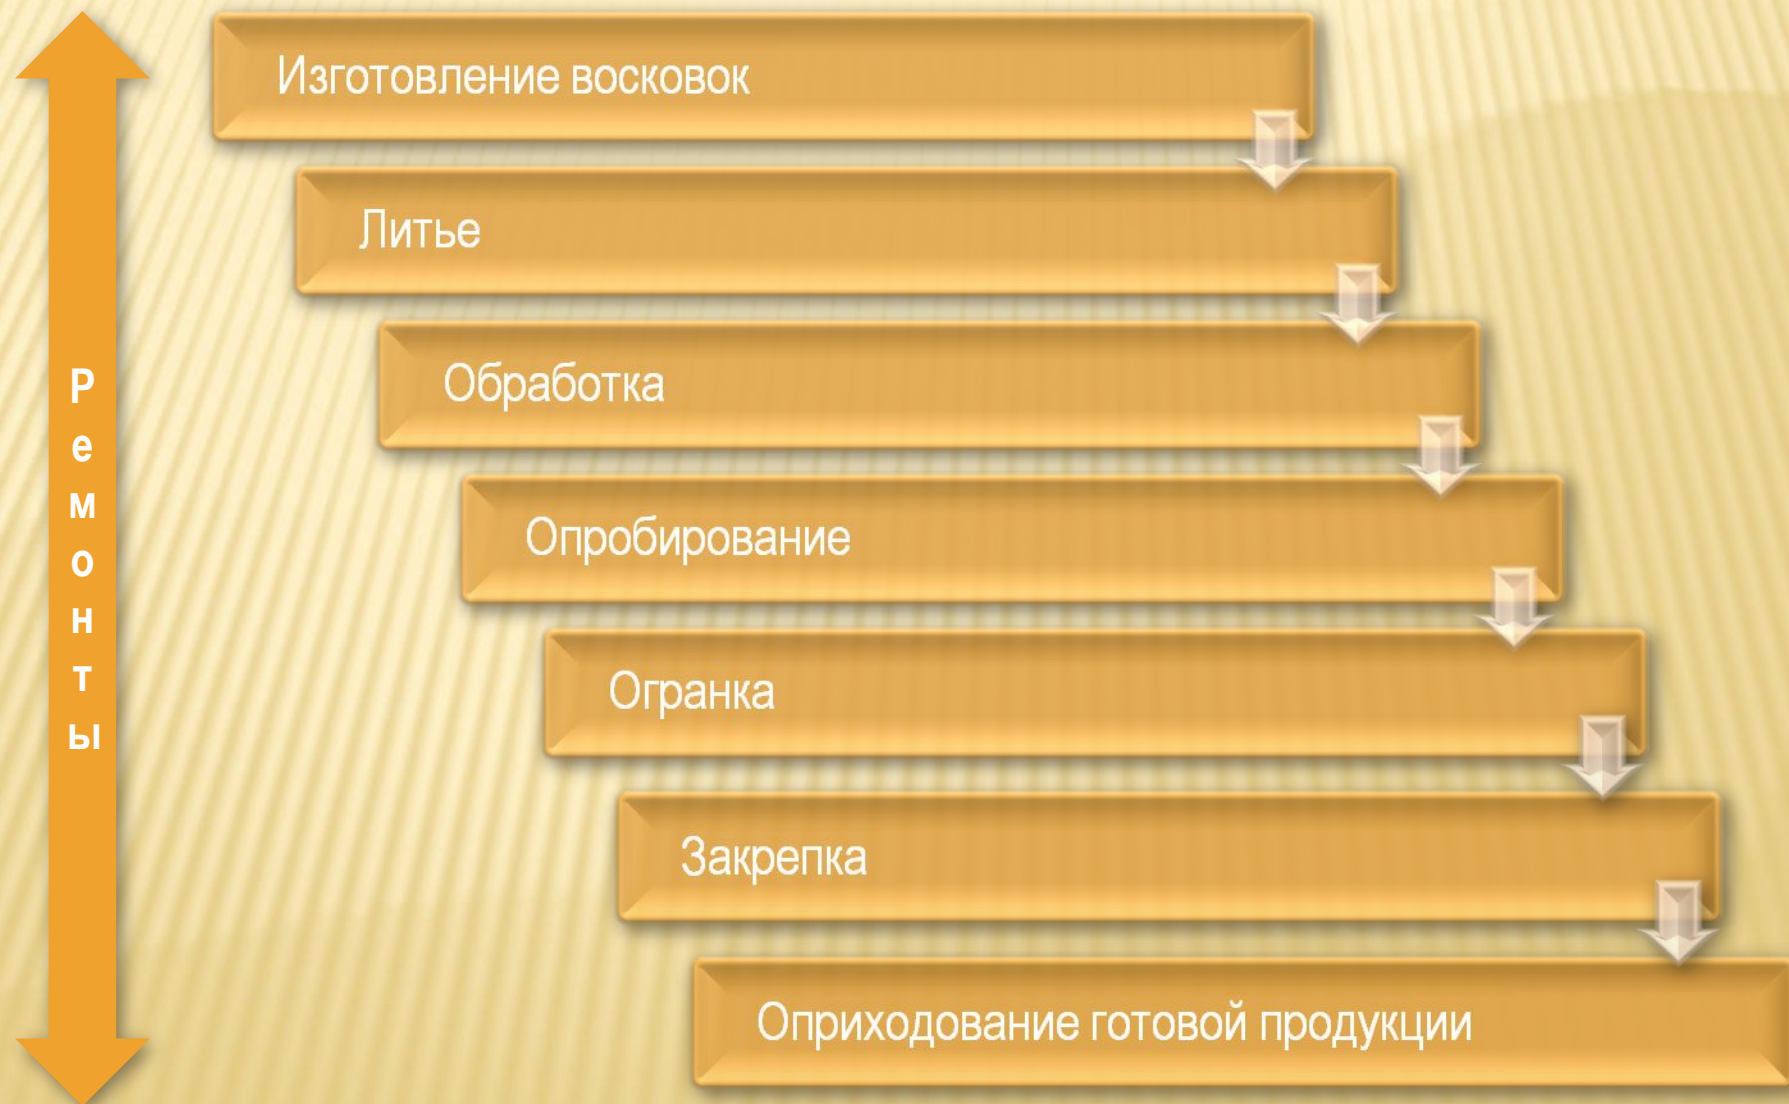 Изготовление восковок
Литье
Обработка
Опробирование
Огранка
Закрепка
Оприходование готовой продукции
Ремонты